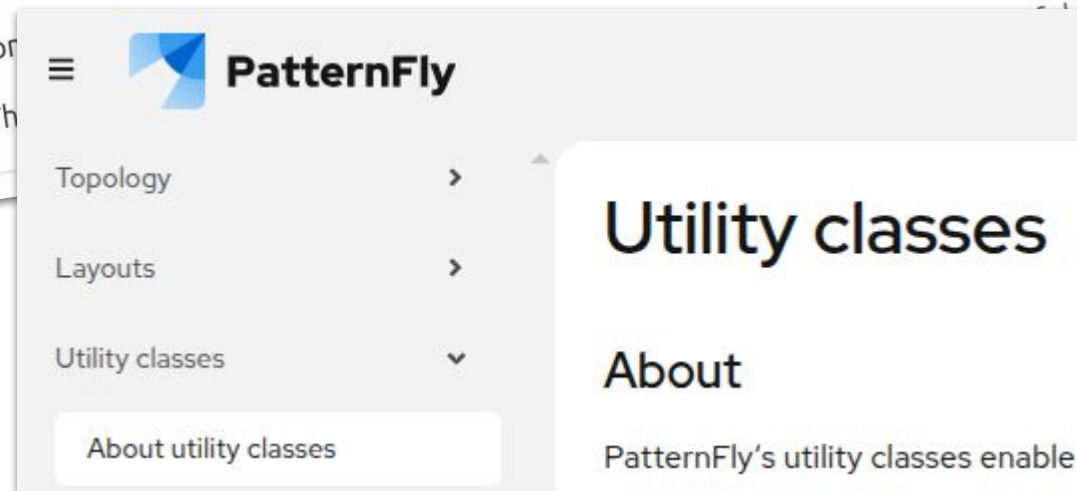 PatternFly
Topology
Layouts
Utility classes
About utility classes
Utility classes
About
PatternFly's utility classes enable